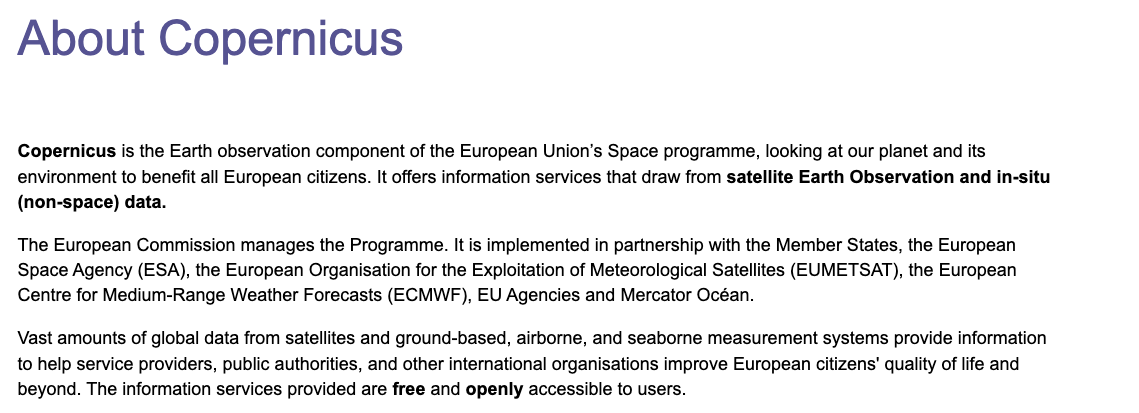 About Copernicus
Copernicus is the Earth observation component of the European Union’s Space programme, looking at our planet and its
environment to benefit all European citizens. It offers information services that draw from satellite Earth Observation and in-situ
(non-space) data.
The European Commission manages the Programme. It is implemented in partnership with the Member States, the European
Space Agency (ESA), the European Organisation for the Exploitation of Meteorological Satellites (EUMETSAT), the European
Centre for Medium-Range Weather Forecasts (ECMWF), EU Agencies and Mercator Océan.
Vast amounts of global data from satellites and ground-based, airborne, and seaborne measurement systems provide information
to help service providers, public authorities, and other international organisations improve European citizens' quality of life and
beyond. The information services provided are free and openly accessible to users.